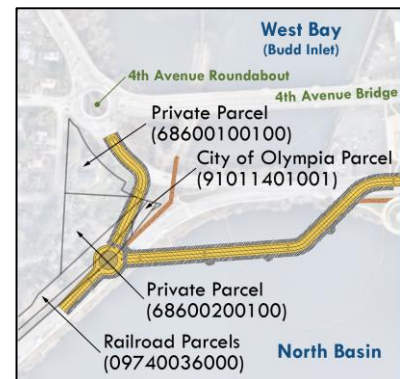 West Bay
(Budd Inlet)
4th Avenue Roundabout
4th Avenue Bridge
Private Parcel
(68600100100)
City of Olympia Parcel
(91011401001)
Private Parcel
(68600200100)
Railroad Parcels
(09740036000)
North Basin